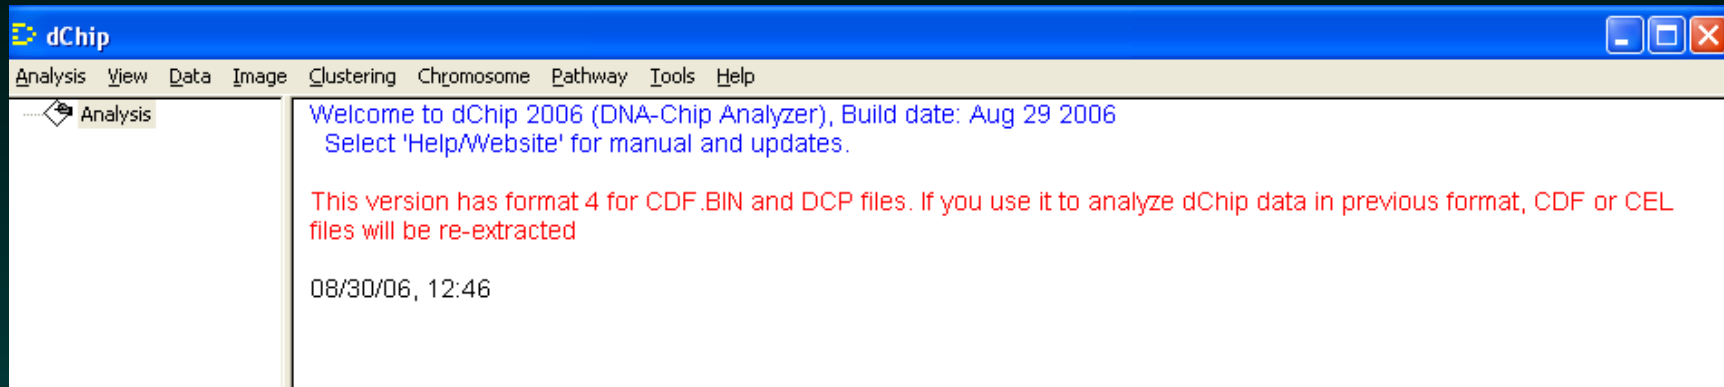 dChip
Analysis View Data Image Clustering Chromosome Pathway Tools Help
Analysis
Welcome to dChip 2006 (DNA-Chip Analyzer), Build date: Aug 29 2006
Select 'Help/Website' for manual and updates.
This version has format 4 for CDF.BIN and DCP files. If you use it to analyze dChip data in previous format, CDF or CEL
files will be re-extracted
08/30/06, 12:46